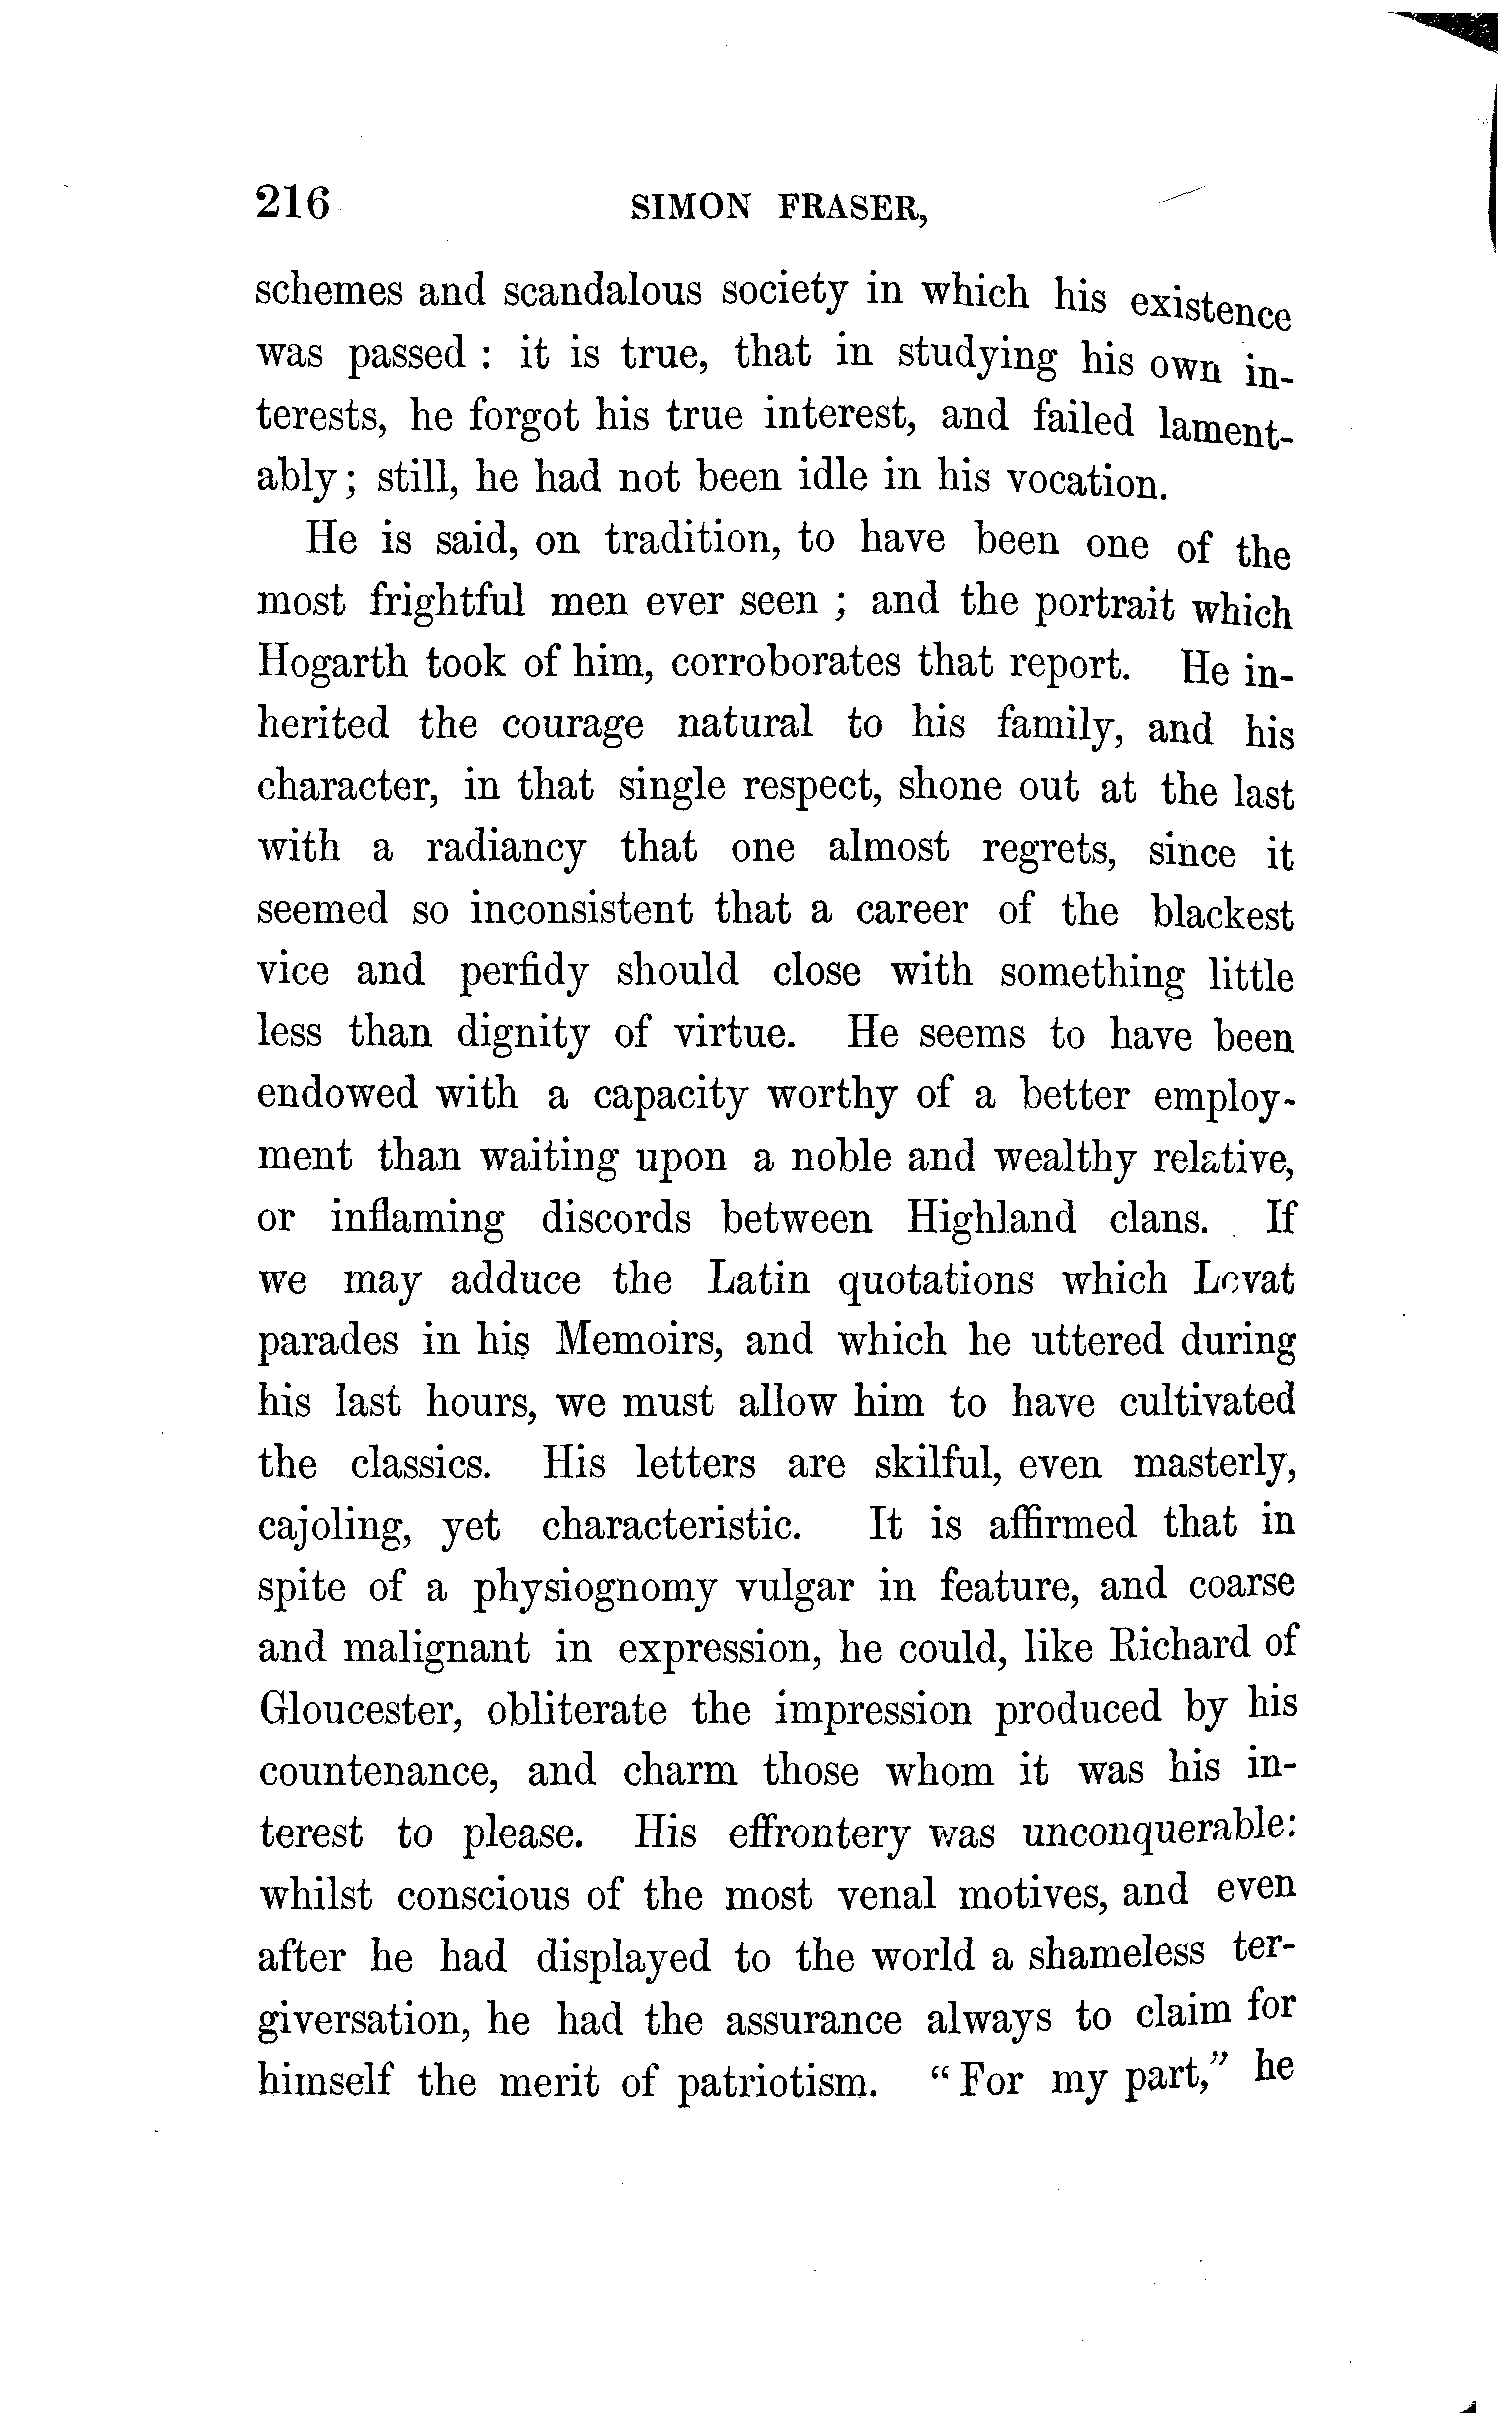 216 SIMON FRASER,
schemes and scandalous society in which his existence
was passed : it is true, that in studying his own in-
terests, he forgot his true interest, and failed lament-
ably; still, he had not been idle in his vocation.
He is said, on tradition, to have been one of the
most frightful men ever seen ; and the portrait which
Hogarth took of him, corroborates that report. He in-
herited the courage natural to his family, and his
character, in that single respect, shone out at the last
with a radiancy that one almost regrets, since it
seemed so inconsistent that a career of the blackest
vice and perfidy should close with something little
less than dignity of virtue. He seems to have been
endowed with a capacity worthy of a better employ-
ment than waiting upon a noble and wealthy relative,
or inflaming discords between Highland clans. If
we may adduce the Latin quotations which Lovat
parades in his Memoirs, and which he uttered during
his last hours, we must allow him to have cultivated
the classics. His letters are skilful, even masterly,
cajoling, yet characteristic. It is affirmed that in
spite of a physiognomy vulgar in feature, and coarse
and malignant in expression, he could, like Richard of
Gloucester, obliterate the impression produced by his
countenance, and charm those whom it was his in-
terest to please. His effrontery was unconquerable:
whilst conscious of the most venal motives, and even
after he had displayed to the world a shameless ter-
giversation, he had the assurance always to claim for
himself the merit of patriotism. "For my part," he